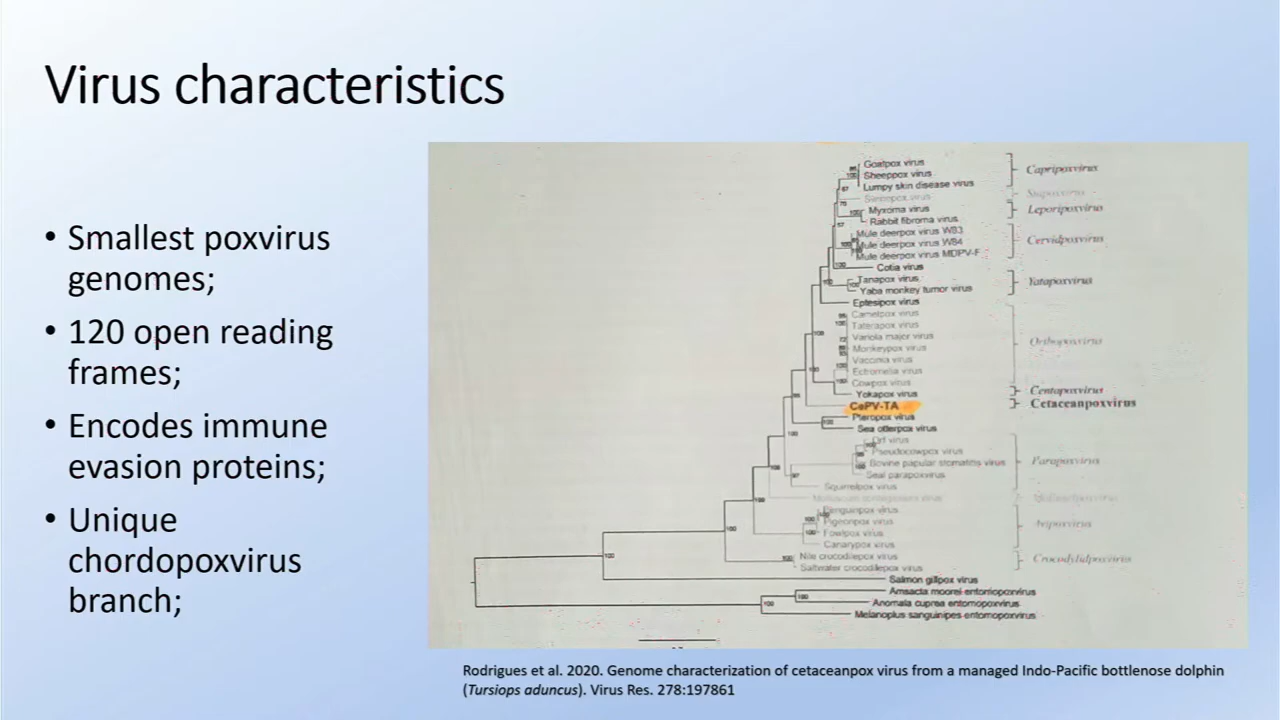 Virus characteristics
• Smallest poxvirus
genomes;
• 120 open reading
frames;
• Encodes immune
evasion proteins;
• Unique
chordopoxvirus
branch;
Goatpox virus
Sheeppox virus
Lumpy skin disease virus
Swinepox virus
Myxoma virus
Rabbit fibroma virus
Mule deerpox virus W83
Mule deerpox virus W84
Mule deerpox virus MDPV-F
Cotia virus
Tanapox virus
Yaba monkey tumor virus
Eptesipox virus
Camelpox virus
Taterapox virus
Variola major virus
Monkeypox virus
Vaccinia virus
Ectromelia virus
Cowpox virus
Yokapox virus
CePV-TA
Pteropox virus
Sea otterpox virus
Orf virus
Pseudocowpox virus
Bovine papular stomatitis virus
Seal parapoxvirus
Squirrelpox virus
Molluscum contagiosum virus
Penguinpox virus
Pigeonpox virus
Fowlpox virus
Canarypox virus
Nile crocodilepox virus
Saltwater crocodilepox virus
Salmon gillpox virus
Amsacta moorei entomopoxvirus
Anomala cuprea entomopoxvirus
Melanoplus sanguinipes entomopoxvirus
Capripoxvirus
Suipoxvirus
Leporipoxvirus
Cervidpoxvirus
Yatapoxvirus
Orthopoxvirus
Centapoxvirus
Cetaceanpoxvirus
Parapoxvirus
Avipoxvirus
Crocodylidpoxvirus
Rodrigues et al. 2020. Genome characterization of cetaceanpox virus from a managed Indo-Pacific bottlenose dolphin
(Tursiops aduncus). Virus Res. 278:197861